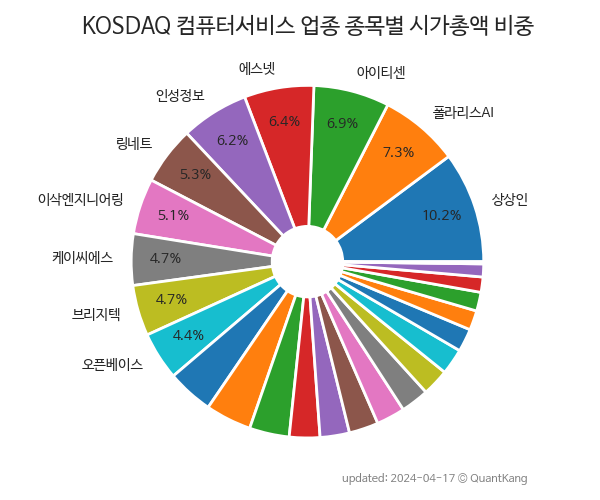 KOSDAQ 컴퓨터서비스 업종 종목별 시가총액 비중
상상인
10.2%
폴라리스AI
7.3%
아이티센
6.9%
에스넷
6.4%
인성정보
6.2%
링네트
5.3%
이삭엔지니어링
5.1%
케이씨에스
4.7%
브리지텍
4.7%
오픈베이스
4.4%
updated: 2024-04-17 © QuantKang